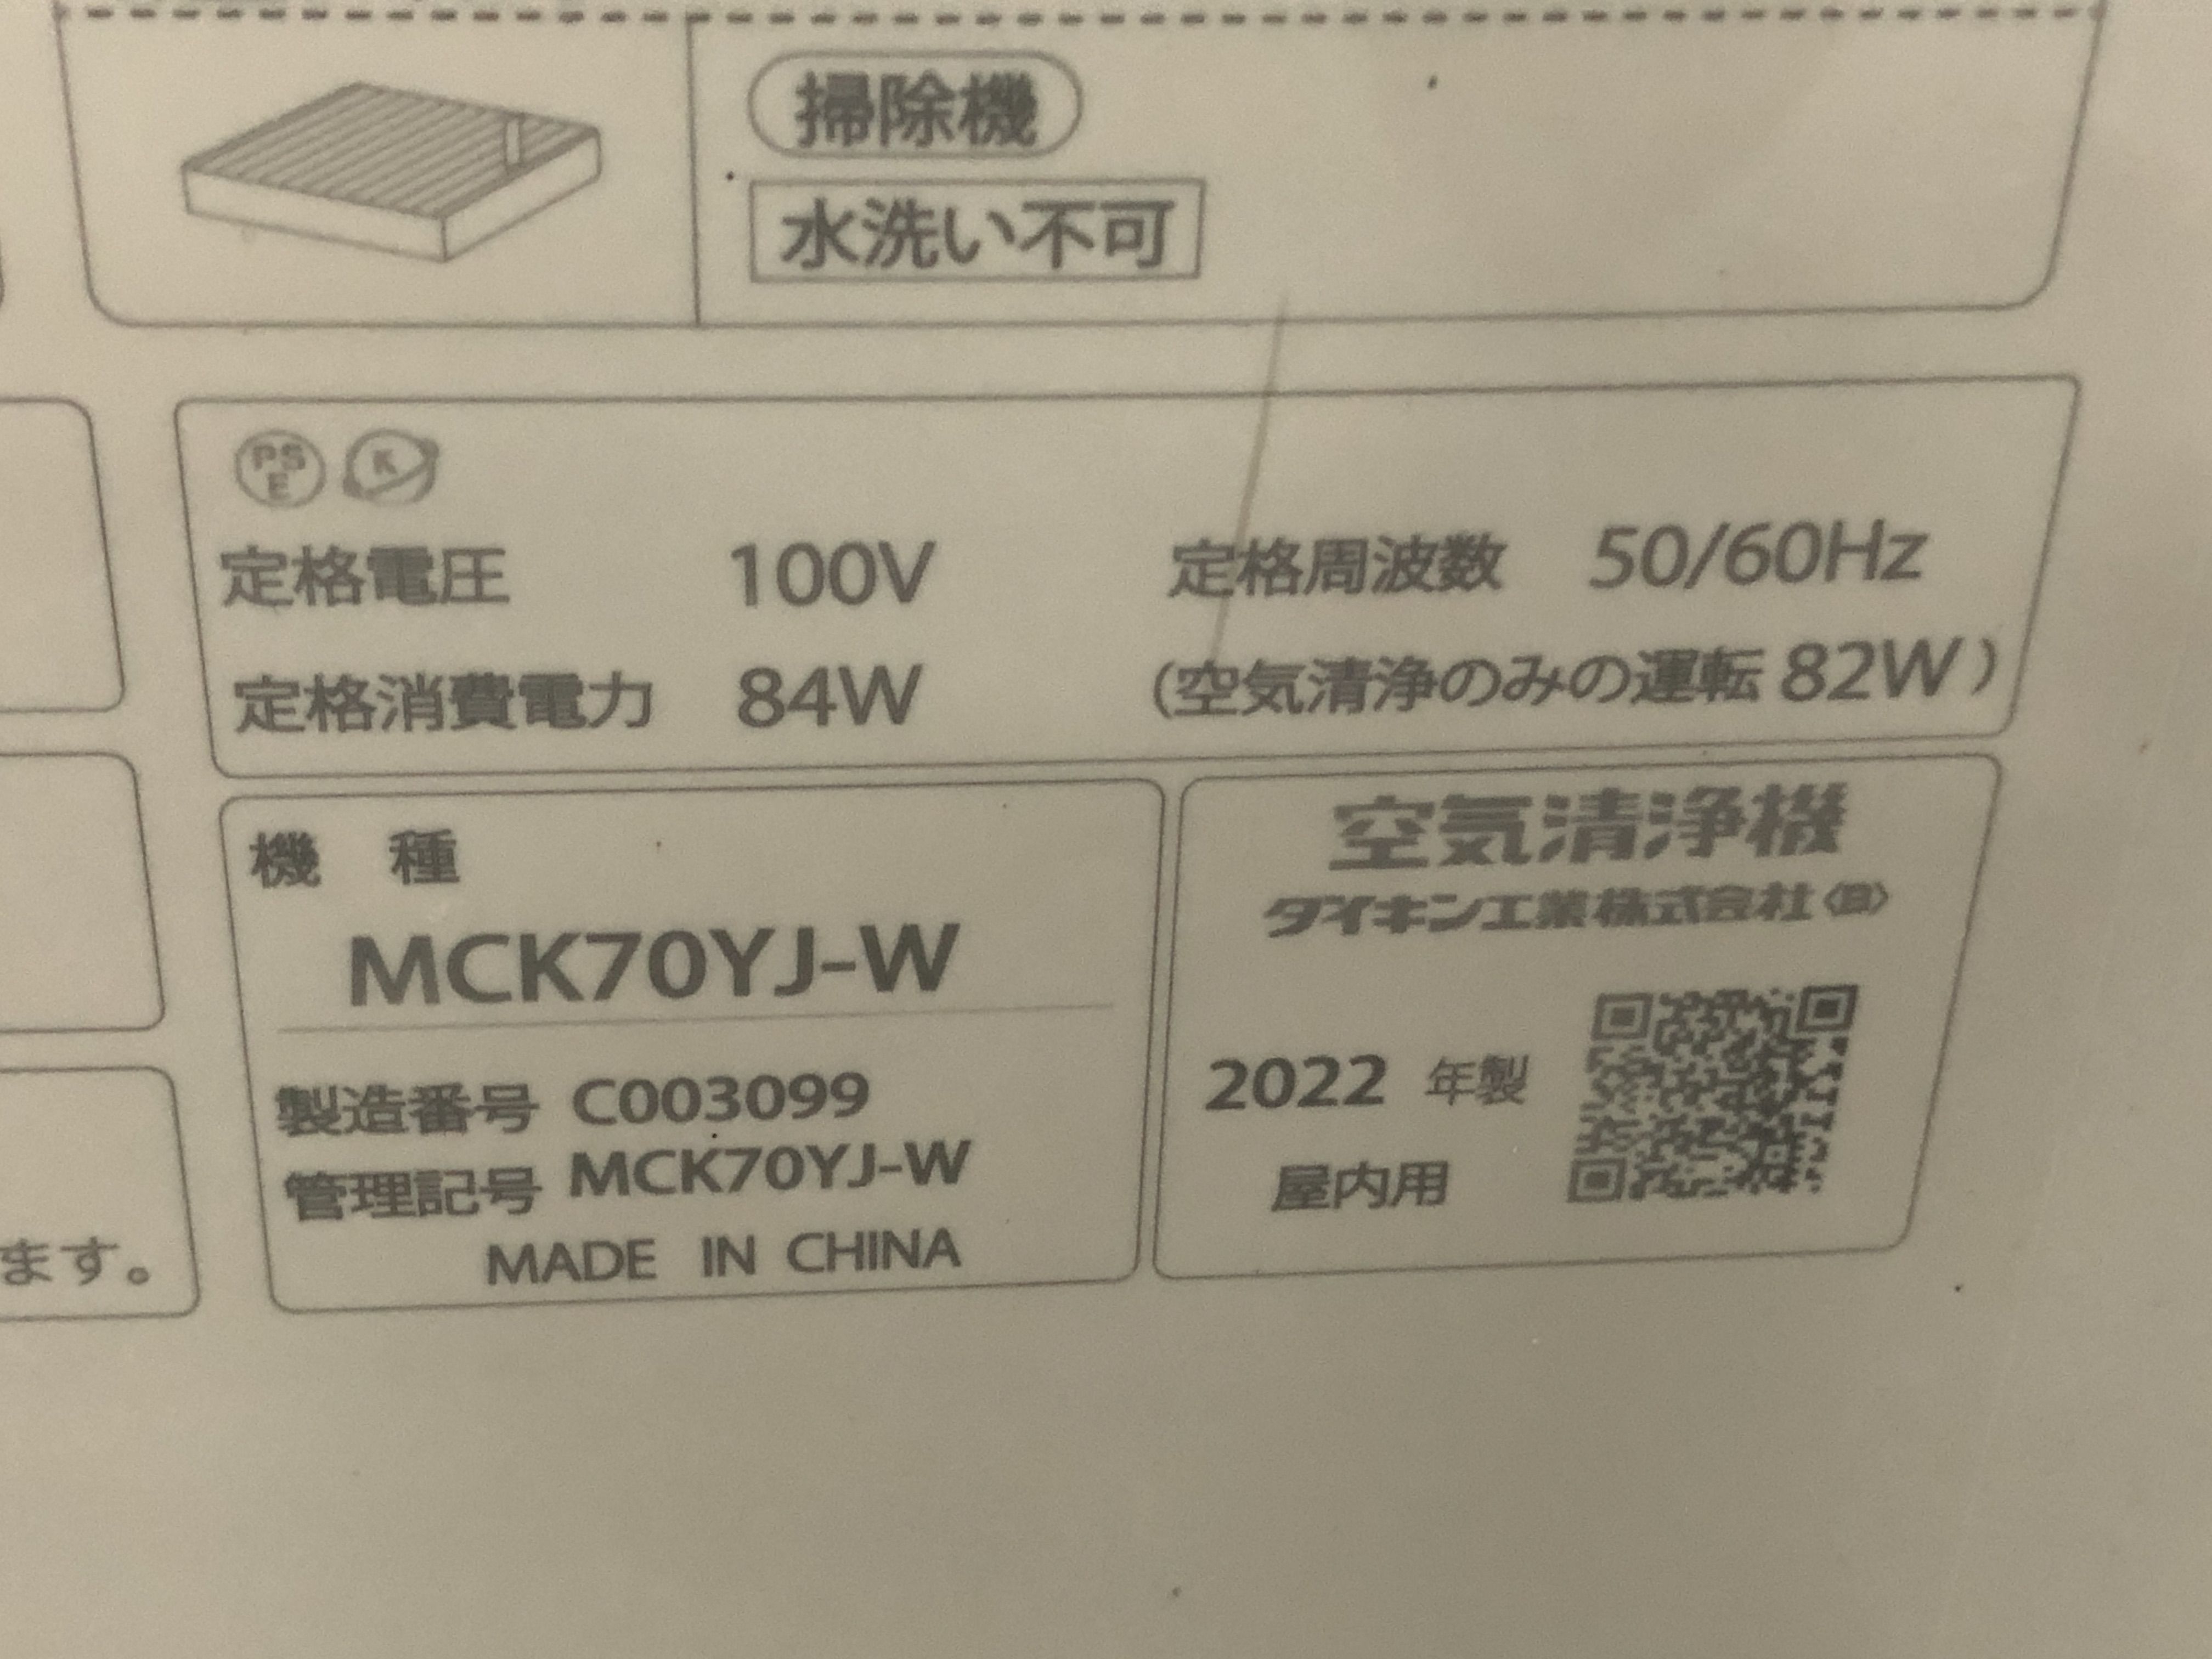 掃除機
水洗い不可
PS
E
K
定格電圧 100V 定格周波数 50/60Hz
定格消費電力 84W (空気清浄のみの運転 82W)
機 種
MCK70YJ-W
製造番号 C003099
管理記号 MCK70YJ-W
MADE IN CHINA
空気清浄機
ダイキン工業株式会社〈B〉
2022 年製
屋内用
ます。